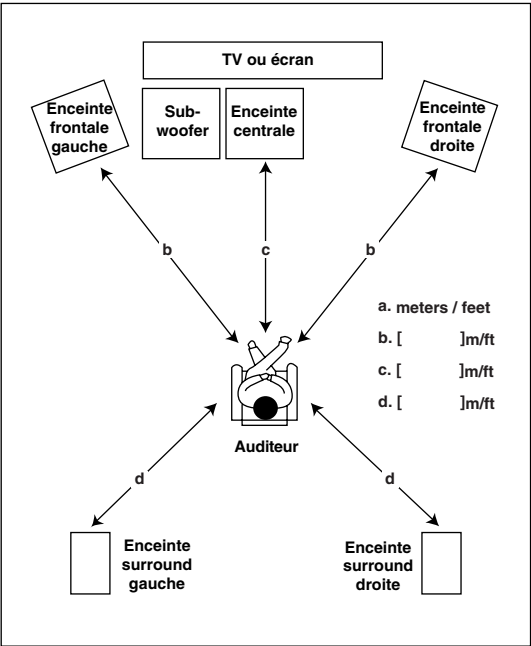 TV ou écran
Enceinte
frontale
gauche
Sub-
woofer
Enceinte
centrale
Enceinte
frontale
droite
b
c
b
a. meters / feet
b. [ ]m/ft
c. [ ]m/ft
d. [ ]m/ft
Auditeur
d
d
Enceinte
surround
gauche
Enceinte
surround
droite